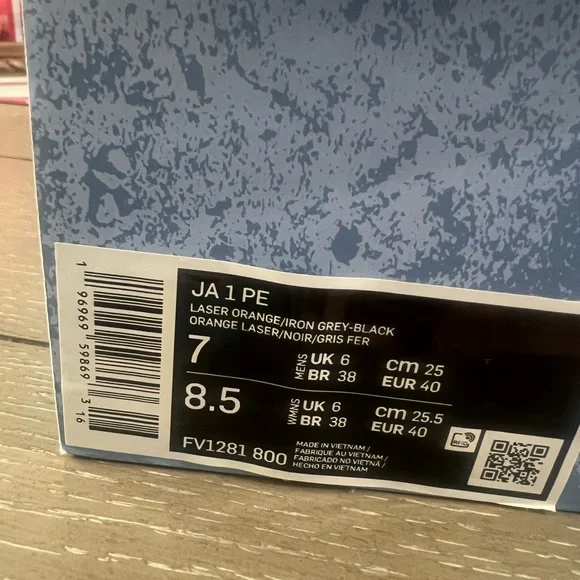 JA 1 PE
LASER ORANGE/IRON GREY-BLACK
ORANGE LASER/NOIR/GRIS FER
7 MENS UK 6 CM 25
BR 38 EUR 40
8.5 WMNS UK 6 CM 25.5
BR 38 EUR 40
FV1281 800
MADE IN VIETNAM /
FABRIQUE AU VIETNAM /
FABRICADO NO VIETNÃ /
HECHO EN VIETNAM
RFID
1 96969 59869 3 16